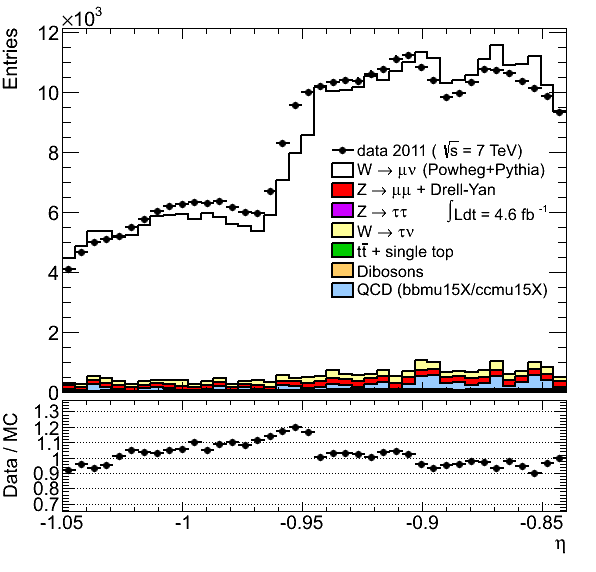 ×10³
Entries
12
10
8
6
4
2
0
data 2011 ( √s = 7 TeV)
W → μν (Powheg+Pythia)
Z → μμ + Drell-Yan
Z → ττ
∫Ldt = 4.6 fb⁻¹
W → τν
tt̅ + single top
Dibosons
QCD (bbmu15X/ccmu15X)
Data / MC
1.3
1.2
1.1
1
0.9
0.8
0.7
-1.05 -1 -0.95 -0.9 -0.85
η